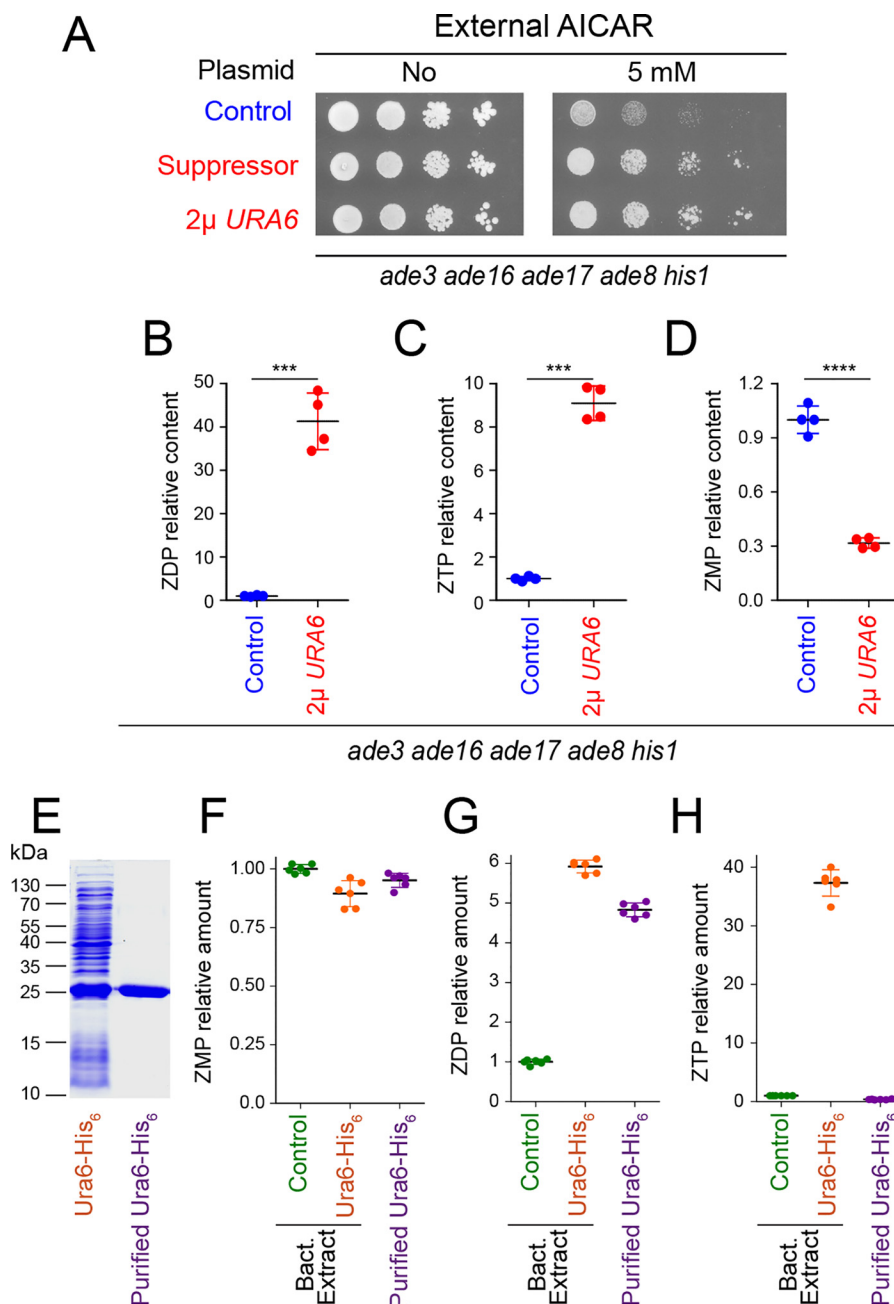 A
External AICAR
Plasmid
No
5 mM
Control
Suppressor
2µ URA6
ade3 ade16 ade17 ade8 his1
B
***
ZDP relative content
50
40
30
20
10
0
Control
2µ URA6
C
***
ZTP relative content
10
8
6
4
2
0
Control
2µ URA6
D
****
ZMP relative content
1.2
0.9
0.6
0.3
0.0
Control
2µ URA6
ade3 ade16 ade17 ade8 his1
E
kDa
130
70
55
40
35
25
15
10
Ura6-His6
Purified Ura6-His6
F
ZMP relative amount
1.00
0.75
0.50
0.25
0.00
Control
Ura6-His6
Purified Ura6-His6
Bact.
Extract
G
ZDP relative amount
6
5
4
3
2
1
0
Control
Ura6-His6
Purified Ura6-His6
Bact.
Extract
H
ZTP relative amount
40
30
20
10
0
Control
Ura6-His6
Purified Ura6-His6
Bact.
Extract